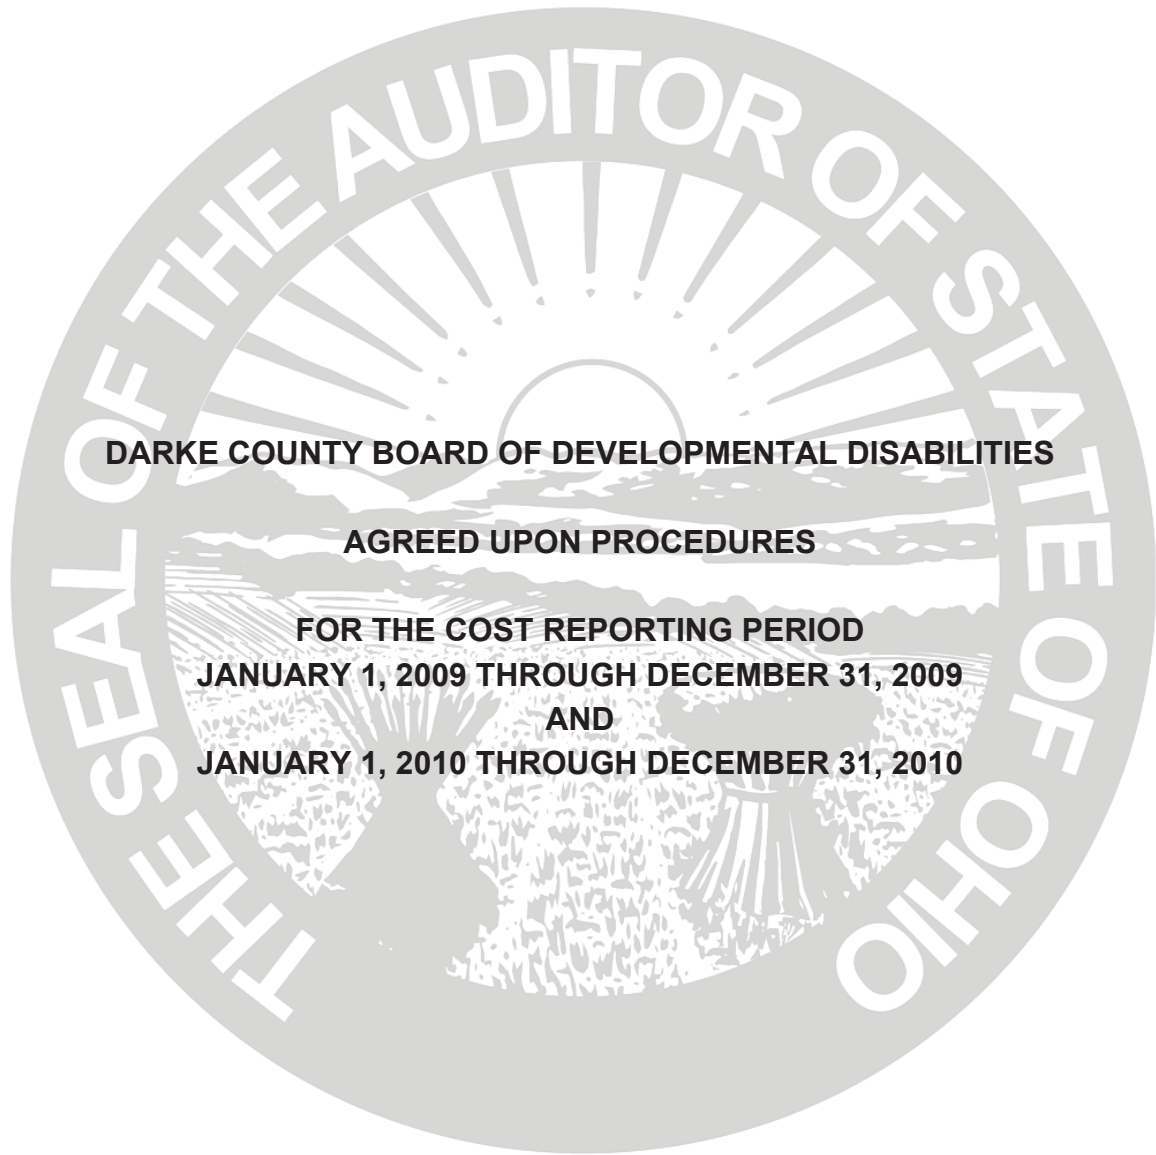 THE SEAL OF THE AUDITOR OF STATE OF OHIO
DARKE COUNTY BOARD OF DEVELOPMENTAL DISABILITIES
AGREED UPON PROCEDURES
FOR THE COST REPORTING PERIOD
JANUARY 1, 2009 THROUGH DECEMBER 31, 2009
AND
JANUARY 1, 2010 THROUGH DECEMBER 31, 2010